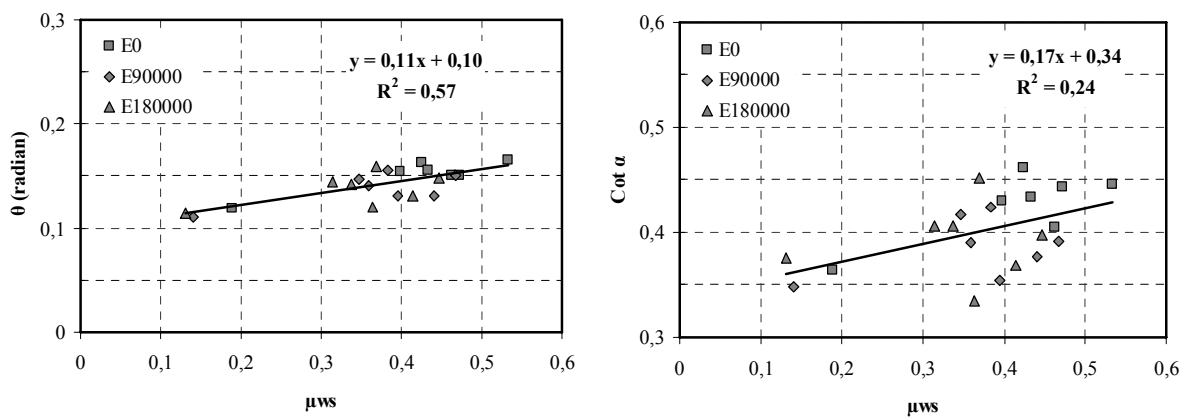 0,3
0,2
0,1
0
θ (radian)
E0
E90000
E180000
y = 0,11x + 0,10
R² = 0,57
0 0,1 0,2 0,3 0,4 0,5 0,6
µws
0,6
0,5
0,4
0,3
Cot α
E0
E90000
E180000
y = 0,17x + 0,34
R² = 0,24
0 0,1 0,2 0,3 0,4 0,5 0,6
µws